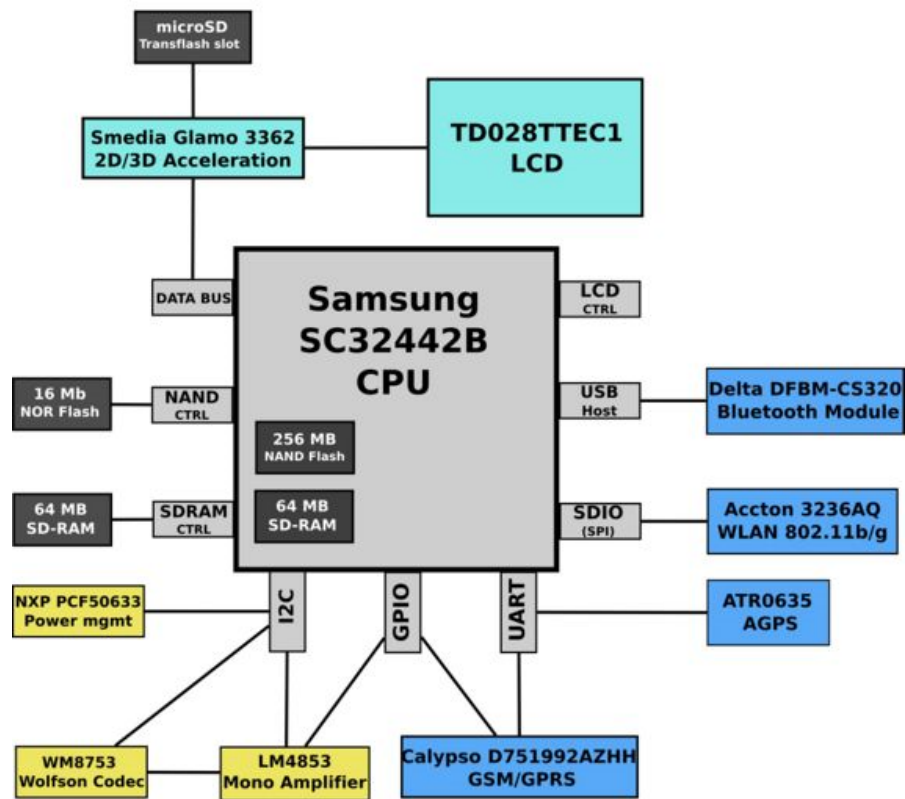 microSD
Transflash slot
Smedia Glamo 3362
2D/3D Acceleration
TD028TTEC1
LCD
DATA BUS
Samsung
SC32442B
CPU
LCD
CTRL
16 Mb
NOR Flash
NAND
CTRL
USB
Host
Delta DFBM-CS320
Bluetooth Module
256 MB
NAND Flash
64 MB
SD-RAM
SDRAM
CTRL
64 MB
SD-RAM
SDIO
(SPI)
Accton 3236AQ
WLAN 802.11b/g
NXP PCF50633
Power mgmt
I2C
GPIO
UART
ATR0635
AGPS
WM8753
Wolfson Codec
LM4853
Mono Amplifier
Calypso D751992AZHH
GSM/GPRS